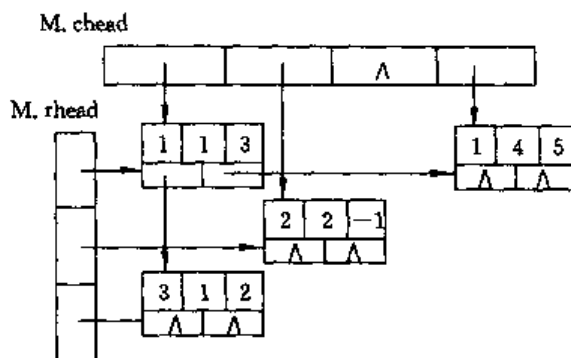 M. chead
∧
M. rhead
1 1 3
1 4 5
∧ ∧
2 2 −1
∧ ∧
3 1 2
∧ ∧